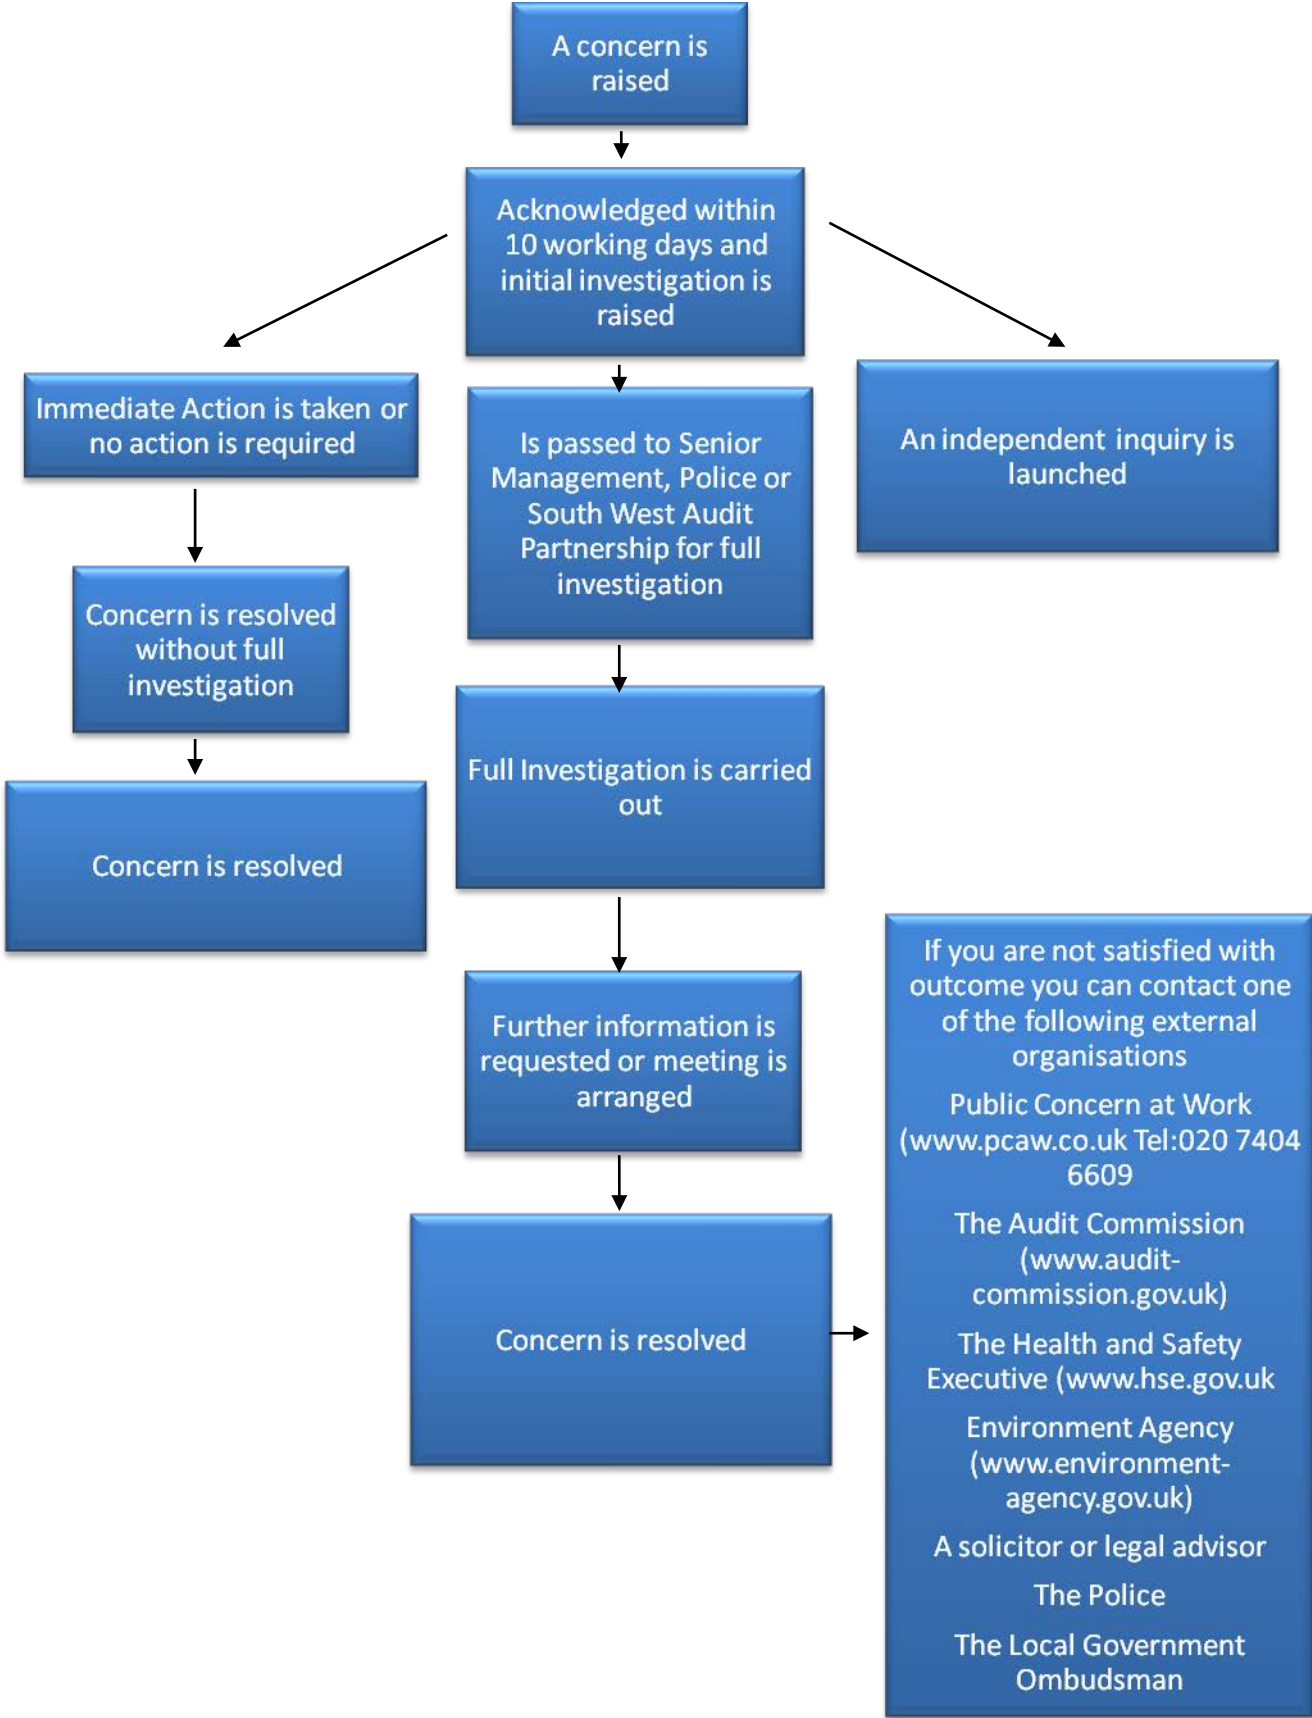 A concern is
raised
Acknowledged within
10 working days and
initial investigation is
raised
Immediate Action is taken or
no action is required
Is passed to Senior
Management, Police or
South West Audit
Partnership for full
investigation
An independent inquiry is
launched
Concern is resolved
without full
investigation
Full Investigation is carried
out
Concern is resolved
Further information is
requested or meeting is
arranged
Concern is resolved
If you are not satisfied with
outcome you can contact one
of the following external
organisations
Public Concern at Work
(www.pcaw.co.uk Tel:020 7404
6609
The Audit Commission
(www.audit-
commission.gov.uk)
The Health and Safety
Executive (www.hse.gov.uk
Environment Agency
(www.environment-
agency.gov.uk)
A solicitor or legal advisor
The Police
The Local Government
Ombudsman